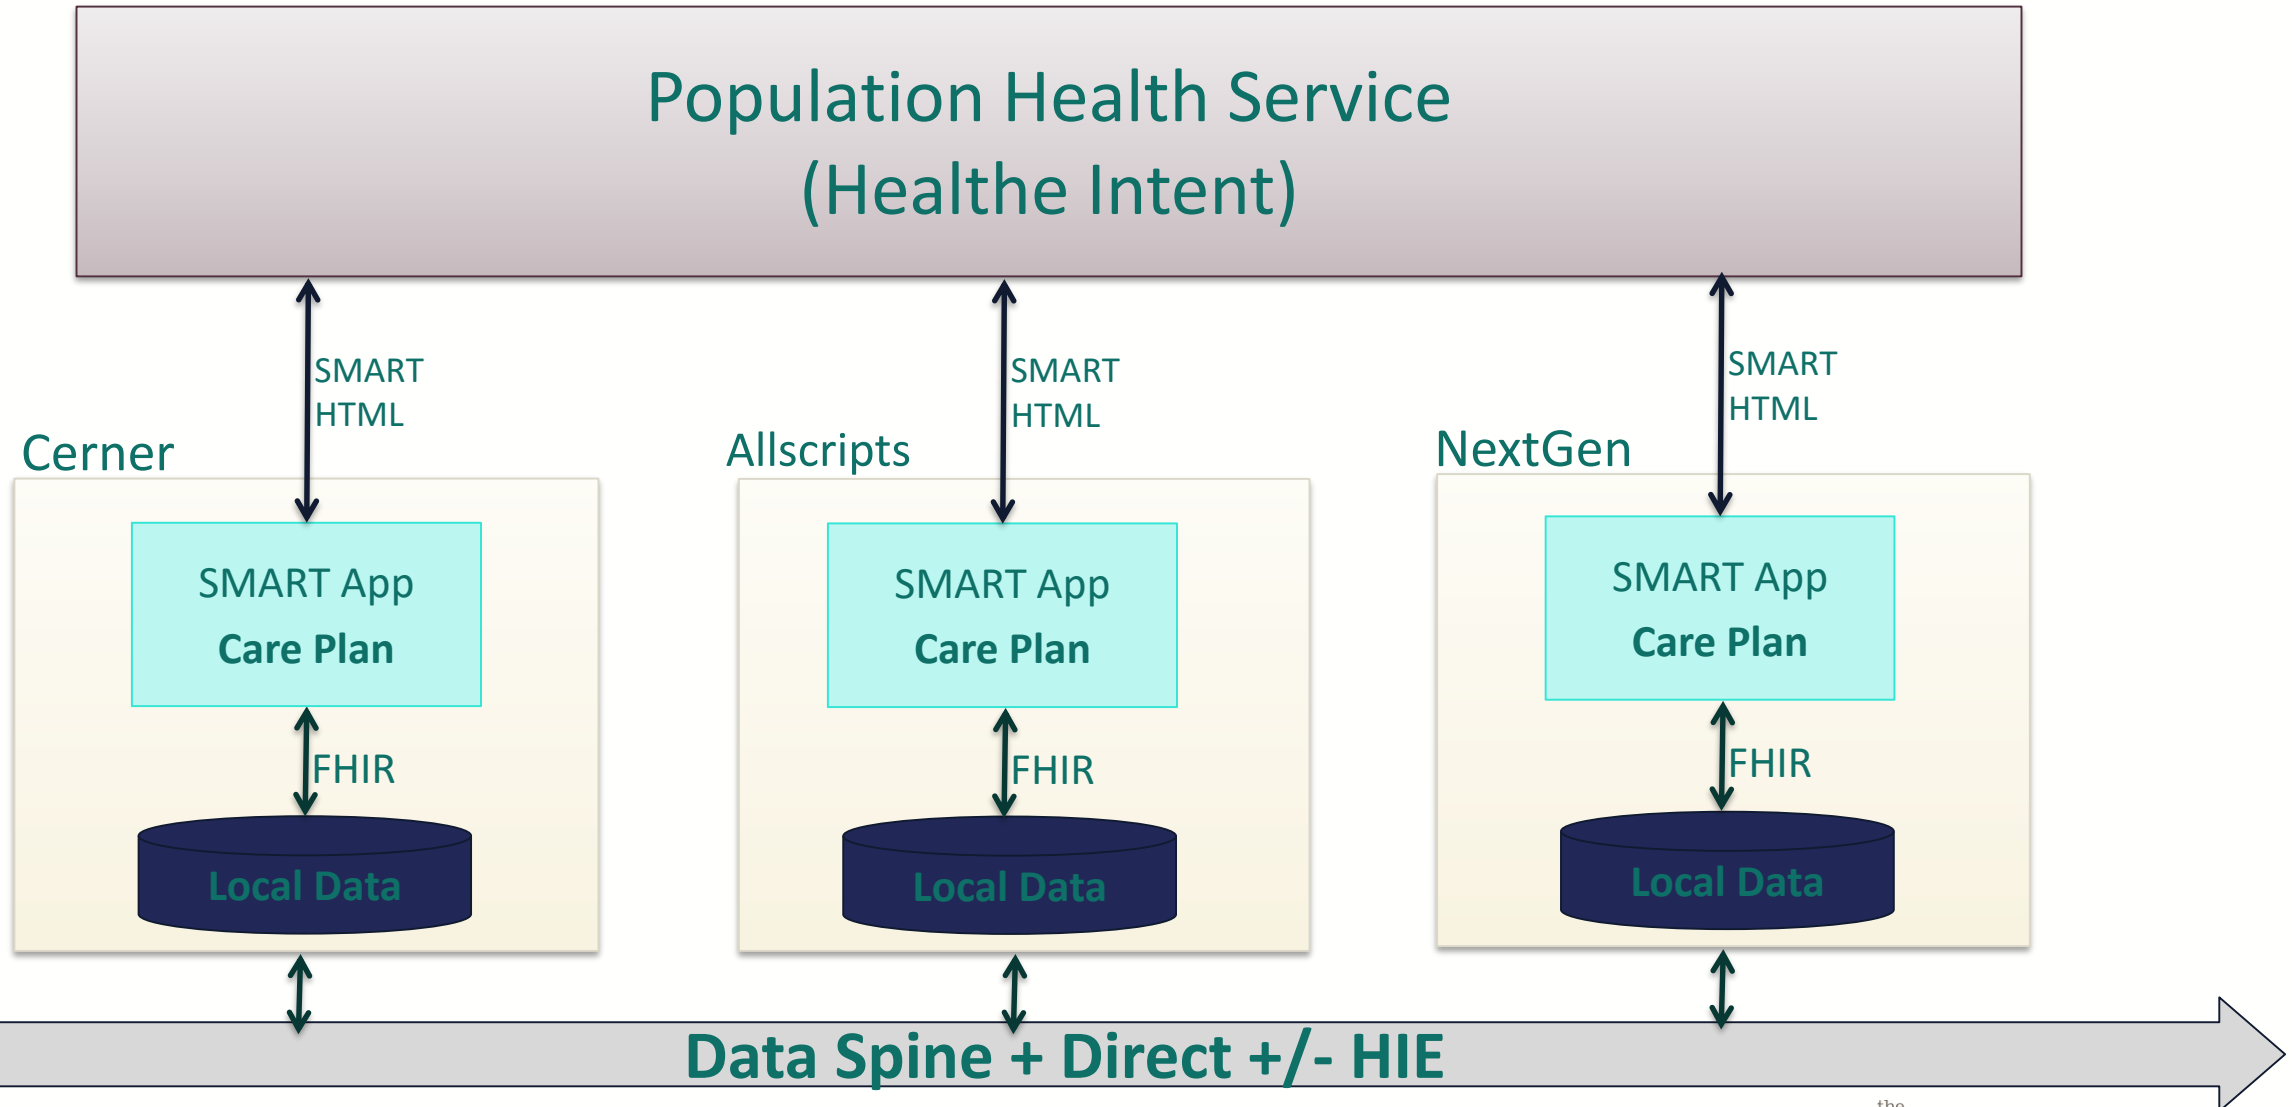 Population Health Service
(Healthe Intent)
SMART
HTML
SMART
HTML
SMART
HTML
Cerner
Allscripts
NextGen
SMART App
Care Plan
SMART App
Care Plan
SMART App
Care Plan
FHIR
FHIR
FHIR
Local Data
Local Data
Local Data
Data Spine + Direct +/- HIE
the